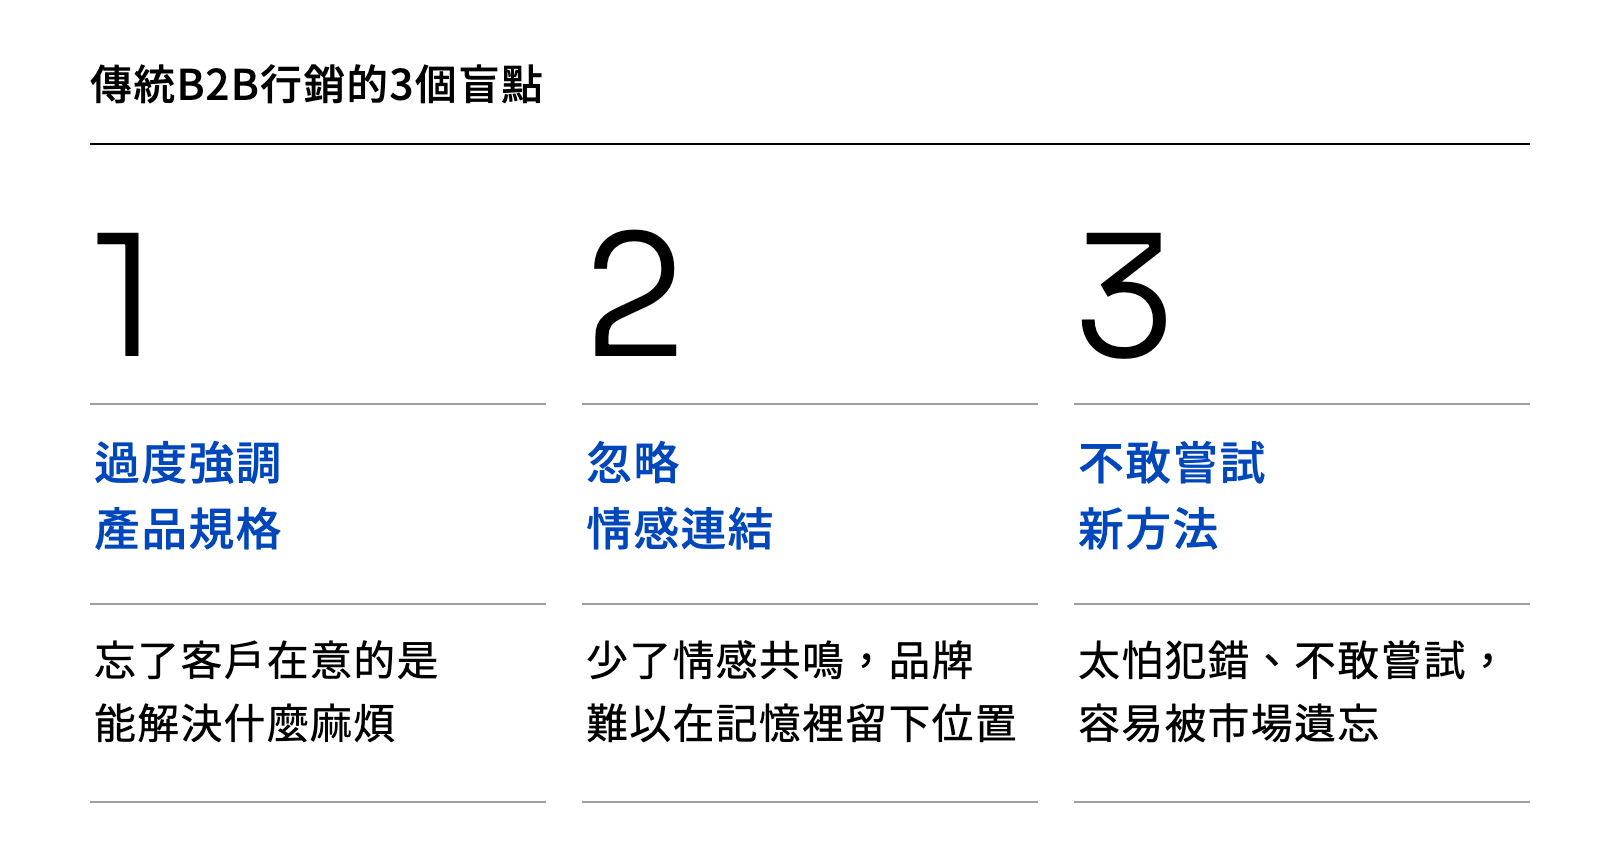 傳統B2B行銷的3個盲點
1
過度強調
產品規格
忘了客戶在意的是
能解決什麼麻煩
2
忽略
情感連結
少了情感共鳴，品牌
難以在記憶裡留下位置
3
不敢嘗試
新方法
太怕犯錯、不敢嘗試，
容易被市場遺忘